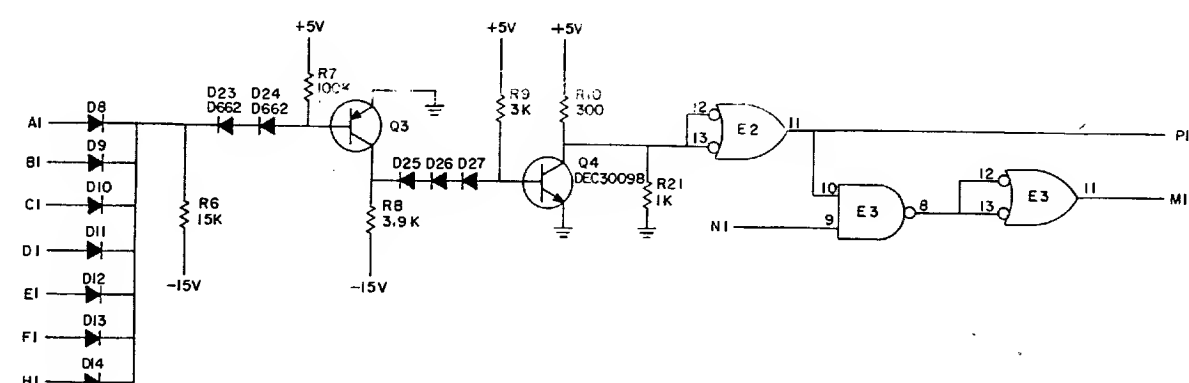 +5V
+5V
+5V
R7
100K
D23
D662
D24
D662
R9
3K
R10
300
D8
A1
Q3
12
13
E2
11
P1
D9
B1
D25
D26
D27
Q4
DEC3009B
D10
C1
R6
15K
R8
3.9K
R21
1K
10
9
E3
8
12
13
E3
11
M1
N1
D11
D1
-15V
-15V
D12
E1
D13
F1
D14
H1